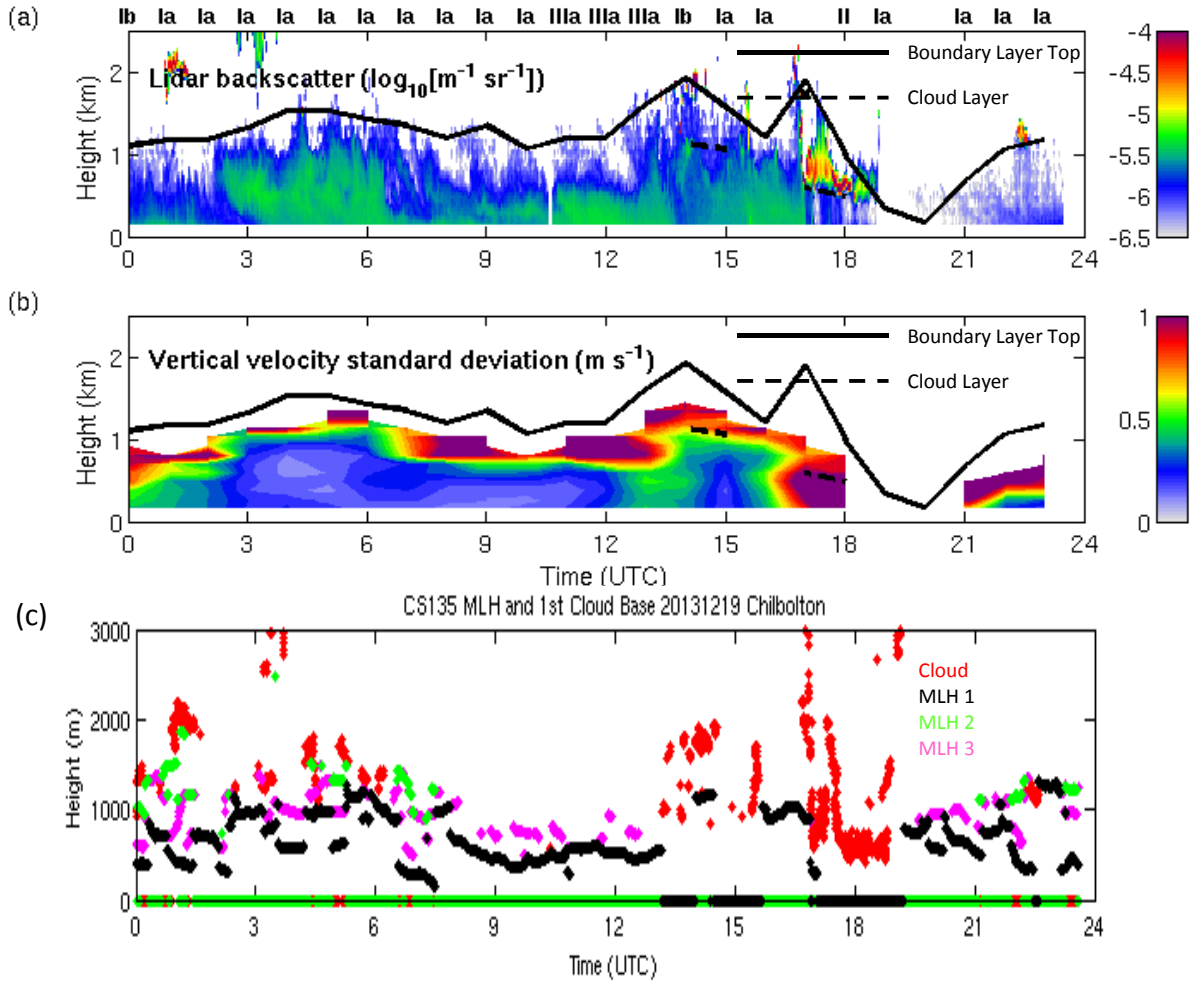 (a)
Ib Ia Ia Ia Ia Ia Ia Ia Ia Ia IIIa IIIa IIIa Ib Ia Ia II Ia Ia Ia Ia
Lidar backscatter (log10[m−1 sr−1])
Boundary Layer Top
Cloud Layer
Height (km)
2
1
0
0 3 6 9 12 15 18 21 24
-4
-4.5
-5
-5.5
-6
-6.5
(b)
Vertical velocity standard deviation (m s−1)
Boundary Layer Top
Cloud Layer
Height (km)
2
1
0
0 3 6 9 12 15 18 21 24
Time (UTC)
1
0.5
0
(c)
CS135 MLH and 1st Cloud Base 20131219 Chilbolton
Cloud
MLH 1
MLH 2
MLH 3
Height (m)
3000
2000
1000
0
0 3 6 9 12 15 18 21 24
Time (UTC)